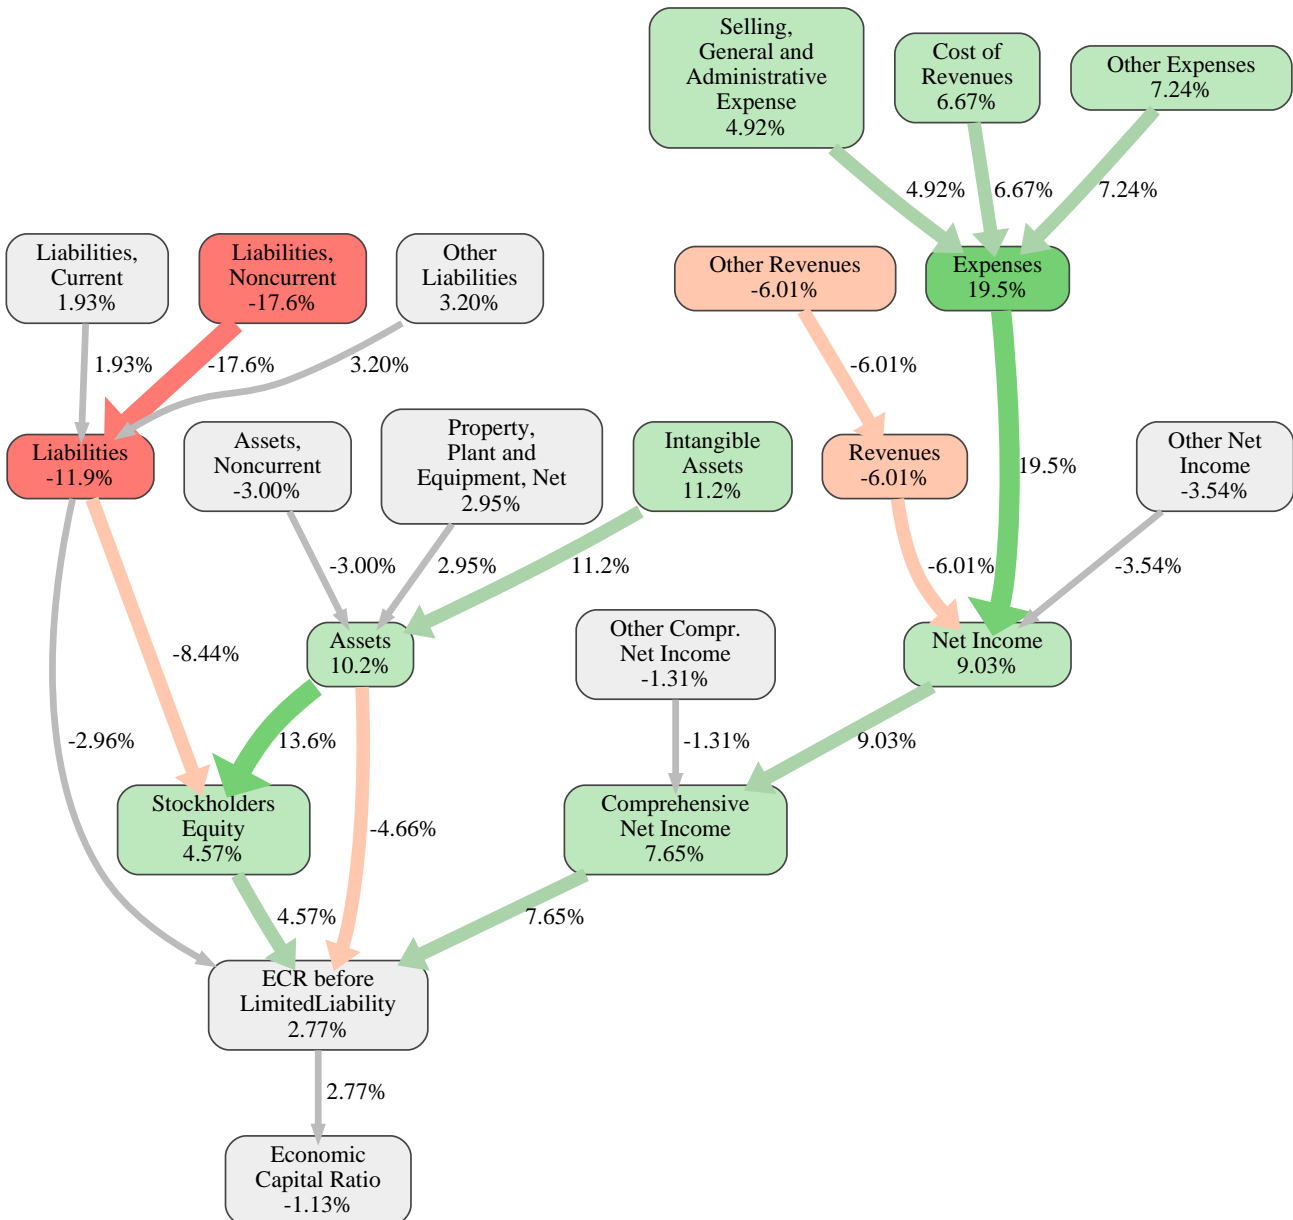 Selling,
General and
Administrative
Expense
4.92%
Cost of
Revenues
6.67%
Other Expenses
7.24%
4.92%
6.67%
7.24%
Liabilities,
Current
1.93%
Liabilities,
Noncurrent
-17.6%
Other
Liabilities
3.20%
Other Revenues
-6.01%
Expenses
19.5%
1.93%
-17.6%
3.20%
-6.01%
Liabilities
-11.9%
Assets,
Noncurrent
-3.00%
Property,
Plant and
Equipment, Net
2.95%
Intangible
Assets
11.2%
Revenues
-6.01%
19.5%
Other Net
Income
-3.54%
-3.00%
2.95%
11.2%
-6.01%
-3.54%
-8.44%
Assets
10.2%
Other Compr.
Net Income
-1.31%
Net Income
9.03%
-2.96%
13.6%
-1.31%
9.03%
Stockholders
Equity
4.57%
-4.66%
Comprehensive
Net Income
7.65%
4.57%
7.65%
ECR before
LimitedLiability
2.77%
2.77%
Economic
Capital Ratio
-1.13%